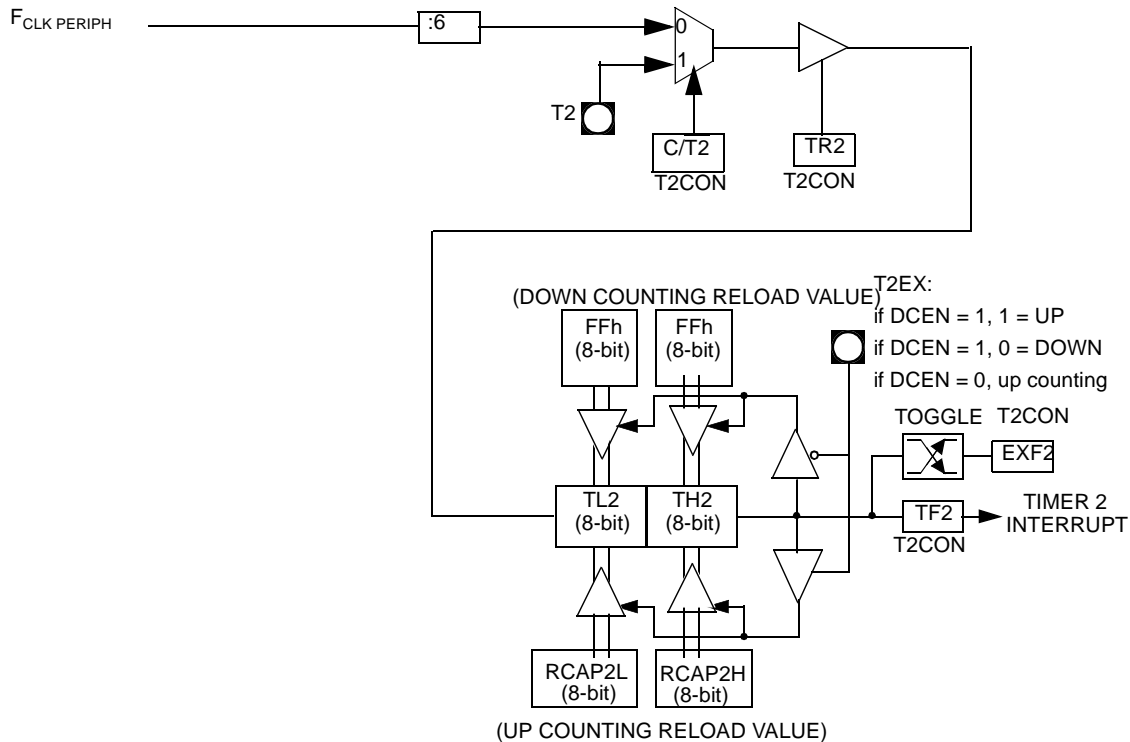 FCLK PERIPH
:6
0
1
T2
C/T2
T2CON
TR2
T2CON
(DOWN COUNTING RELOAD VALUE)
T2EX:
if DCEN = 1, 1 = UP
if DCEN = 1, 0 = DOWN
if DCEN = 0, up counting
FFh
(8-bit)
FFh
(8-bit)
TOGGLE
T2CON
EXF2
TL2
(8-bit)
TH2
(8-bit)
TF2
T2CON
TIMER 2
INTERRUPT
RCAP2L
(8-bit)
RCAP2H
(8-bit)
(UP COUNTING RELOAD VALUE)